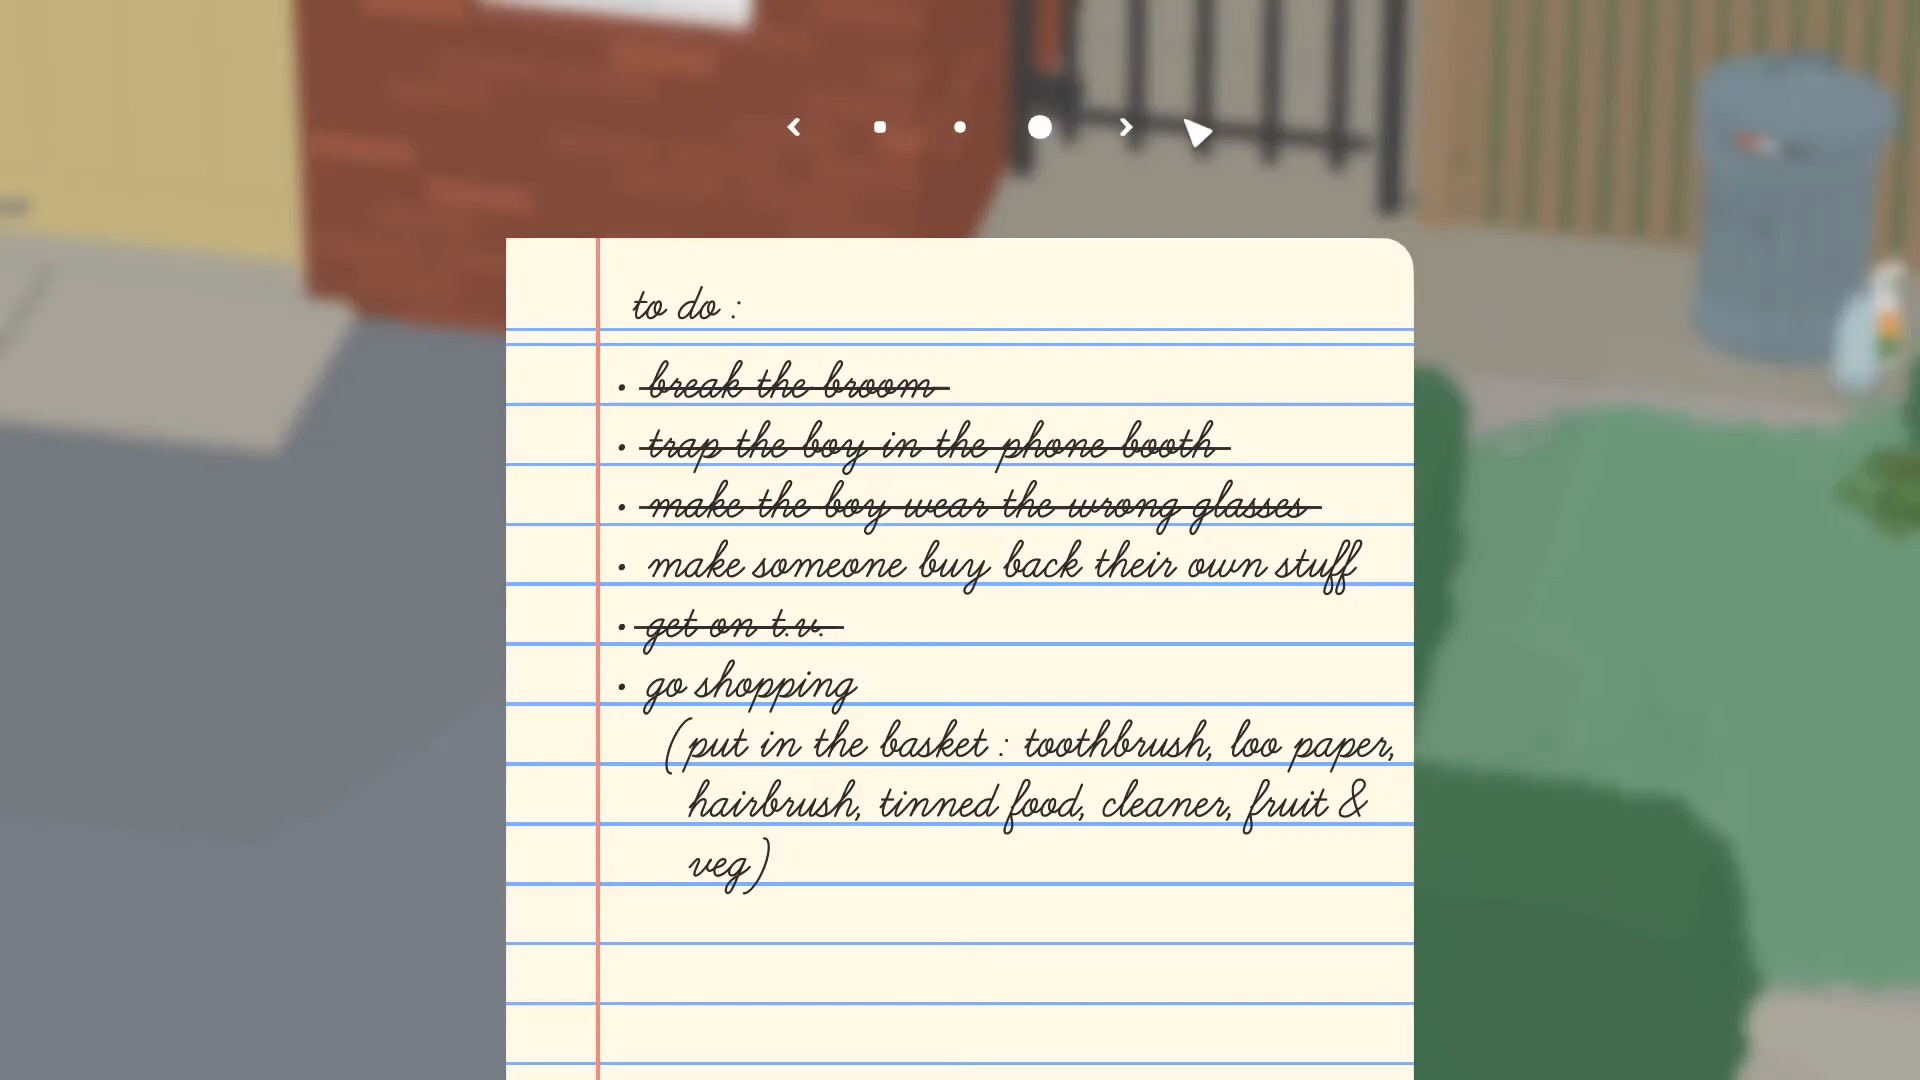 to do :
• break the broom
• trap the boy in the phone booth
• make the boy wear the wrong glasses
• make someone buy back their own stuff
• get on t.v.
• go shopping
(put in the basket : toothbrush, loo paper,
hairbrush, tinned food, cleaner, fruit &
veg)